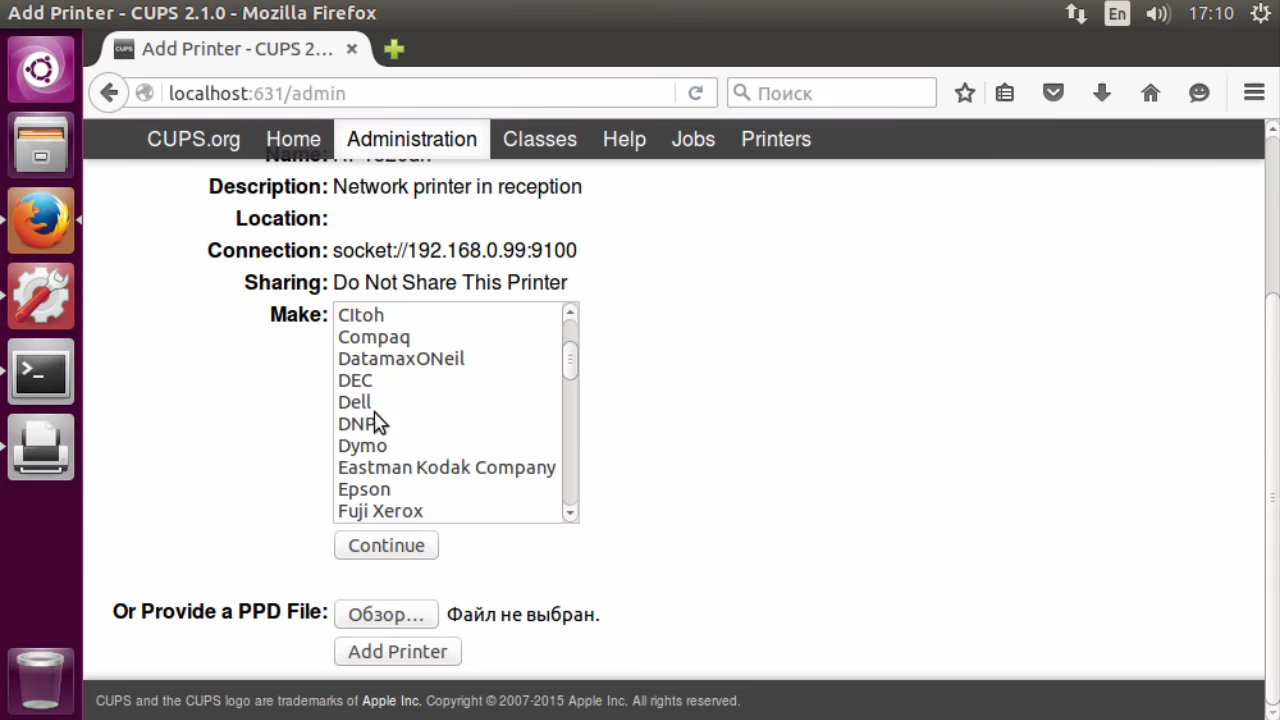 Add Printer - CUPS 2.1.0 - Mozilla Firefox
En
17:10
CUPS
Add Printer - CUPS 2...
localhost:631/admin
Поиск
CUPS.org Home Administration Classes Help Jobs Printers
Name:
Description: Network printer in reception
Location:
Connection: socket://192.168.0.99:9100
Sharing: Do Not Share This Printer
Make:
CItoh
Compaq
DatamaxONeil
DEC
Dell
DNP
Dymo
Eastman Kodak Company
Epson
Fuji Xerox
Continue
Or Provide a PPD File: Обзор... Файл не выбран.
Add Printer
CUPS and the CUPS logo are trademarks of Apple Inc. Copyright © 2007-2015 Apple Inc. All rights reserved.